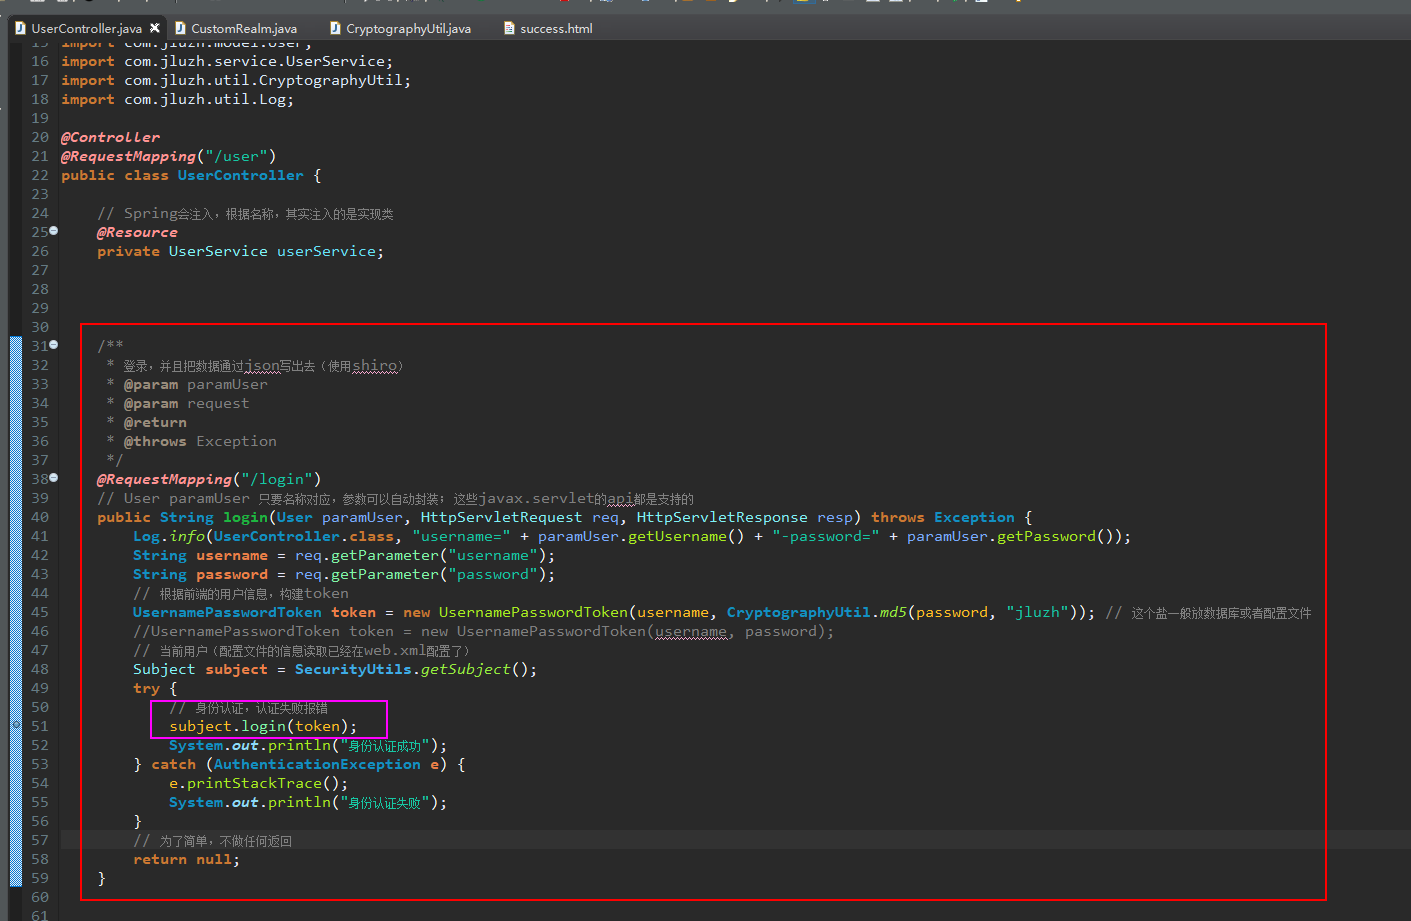 UserController.java
CustomRealm.java
CryptographyUtil.java
success.html
15 import com.jluzh.model.User;
16 import com.jluzh.service.UserService;
17 import com.jluzh.util.CryptographyUtil;
18 import com.jluzh.util.Log;
19
20 @Controller
21 @RequestMapping("/user")
22 public class UserController {
23
24 // Spring会注入，根据名称，其实注入的是实现类
25 @Resource
26 private UserService userService;
27
28
29
30
31 /**
32 * 登录，并且把数据通过json写出去（使用shiro）
33 * @param paramUser
34 * @param request
35 * @return
36 * @throws Exception
37 */
38 @RequestMapping("/login")
39 // User paramUser 只要名称对应，参数可以自动封装；这些javax.servlet的api都是支持的
40 public String login(User paramUser, HttpServletRequest req, HttpServletResponse resp) throws Exception {
41 Log.info(UserController.class, "username=" + paramUser.getUsername() + "-password=" + paramUser.getPassword());
42 String username = req.getParameter("username");
43 String password = req.getParameter("password");
44 // 根据前端的用户信息，构建token
45 UsernamePasswordToken token = new UsernamePasswordToken(username, CryptographyUtil.md5(password, "jluzh")); // 这个盐一般放数据库或者配置文件
46 //UsernamePasswordToken token = new UsernamePasswordToken(username, password);
47 // 当前用户（配置文件的信息读取已经在web.xml配置了）
48 Subject subject = SecurityUtils.getSubject();
49 try {
50 // 身份认证，认证失败报错
51 subject.login(token);
52 System.out.println("身份认证成功");
53 } catch (AuthenticationException e) {
54 e.printStackTrace();
55 System.out.println("身份认证失败");
56 }
57 // 为了简单，不做任何返回
58 return null;
59 }
60
61